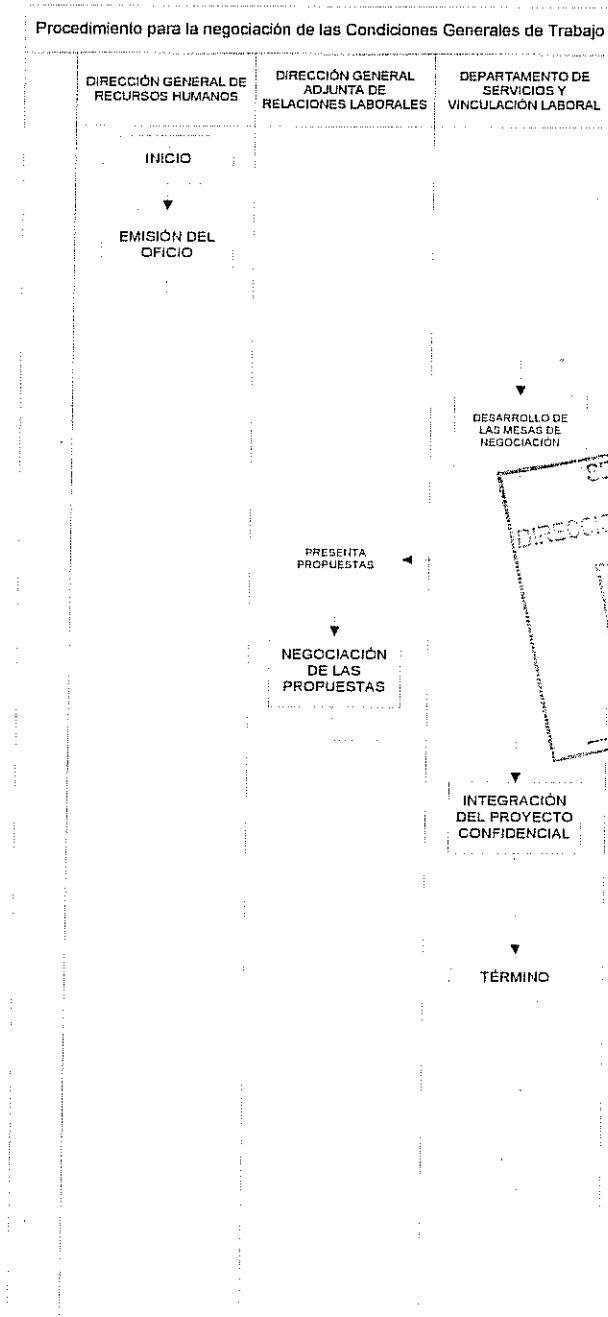 Procedimiento para la negociación de las Condiciones Generales de Trabajo
DIRECCIÓN GENERAL DE
RECURSOS HUMANOS
DIRECCIÓN GENERAL
ADJUNTA DE
RELACIONES LABORALES
DEPARTAMENTO DE
SERVICIOS Y
VINCULACIÓN LABORAL
INICIO
EMISIÓN DEL
OFICIO
DESARROLLO DE
LAS MESAS DE
NEGOCIACIÓN
PRESENTA
PROPUESTAS
NEGOCIACIÓN
DE LAS
PROPUESTAS
INTEGRACIÓN
DEL PROYECTO
CONFIDENCIAL
TÉRMINO